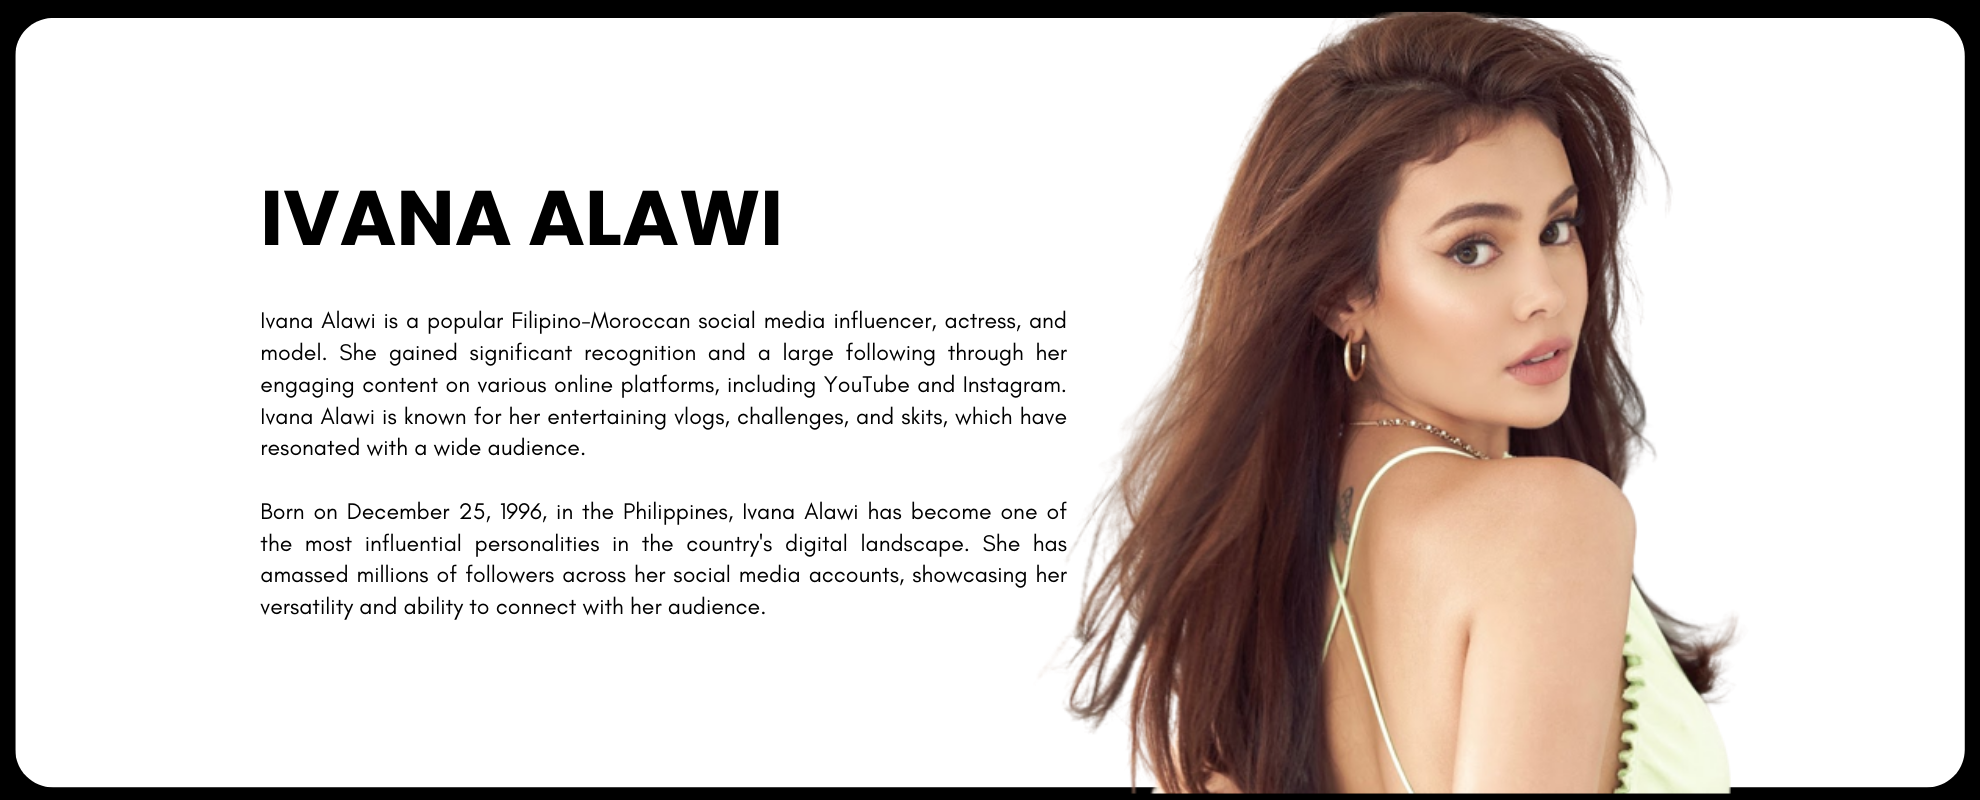 IVANA ALAWI
Ivana Alawi is a popular Filipino-Moroccan social media influencer, actress, and
model. She gained significant recognition and a large following through her
engaging content on various online platforms, including YouTube and Instagram.
Ivana Alawi is known for her entertaining vlogs, challenges, and skits, which have
resonated with a wide audience.
Born on December 25, 1996, in the Philippines, Ivana Alawi has become one of
the most influential personalities in the country's digital landscape. She has
amassed millions of followers across her social media accounts, showcasing her
versatility and ability to connect with her audience.